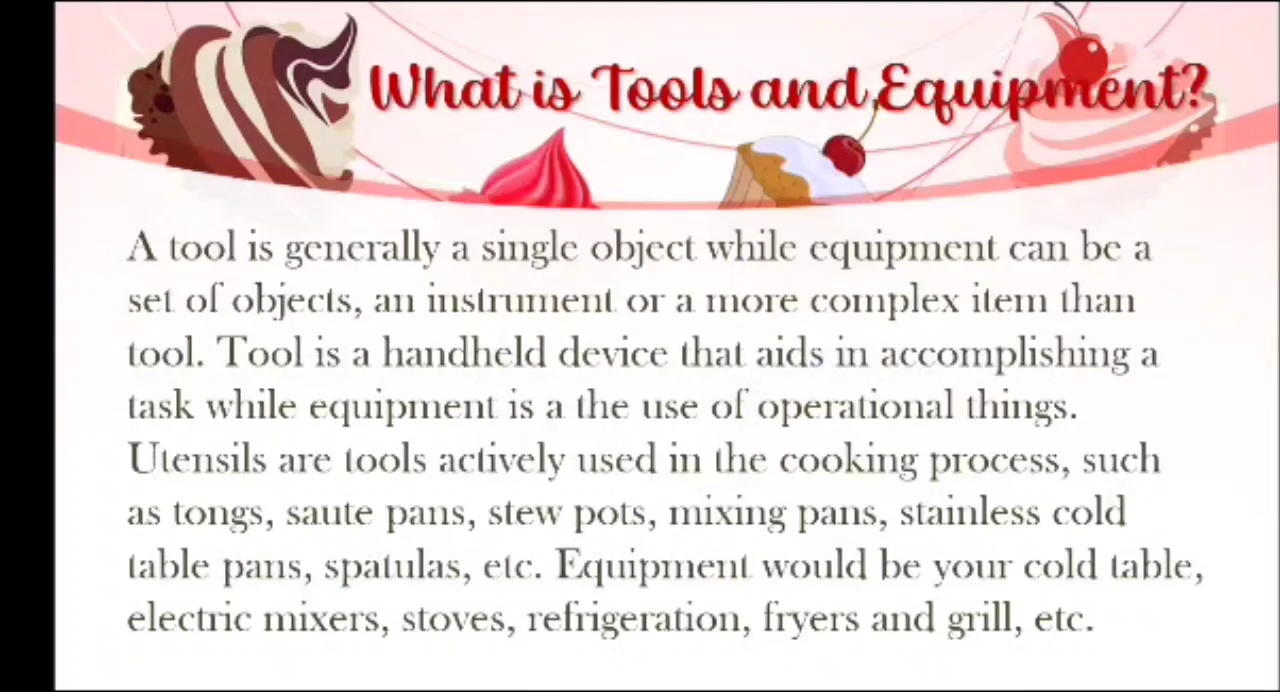 What is Tools and Equipment?
A tool is generally a single object while equipment can be a
set of objects, an instrument or a more complex item than
tool. Tool is a handheld device that aids in accomplishing a
task while equipment is a the use of operational things.
Utensils are tools actively used in the cooking process, such
as tongs, saute pans, stew pots, mixing pans, stainless cold
table pans, spatulas, etc. Equipment would be your cold table,
electric mixers, stoves, refrigeration, fryers and grill, etc.